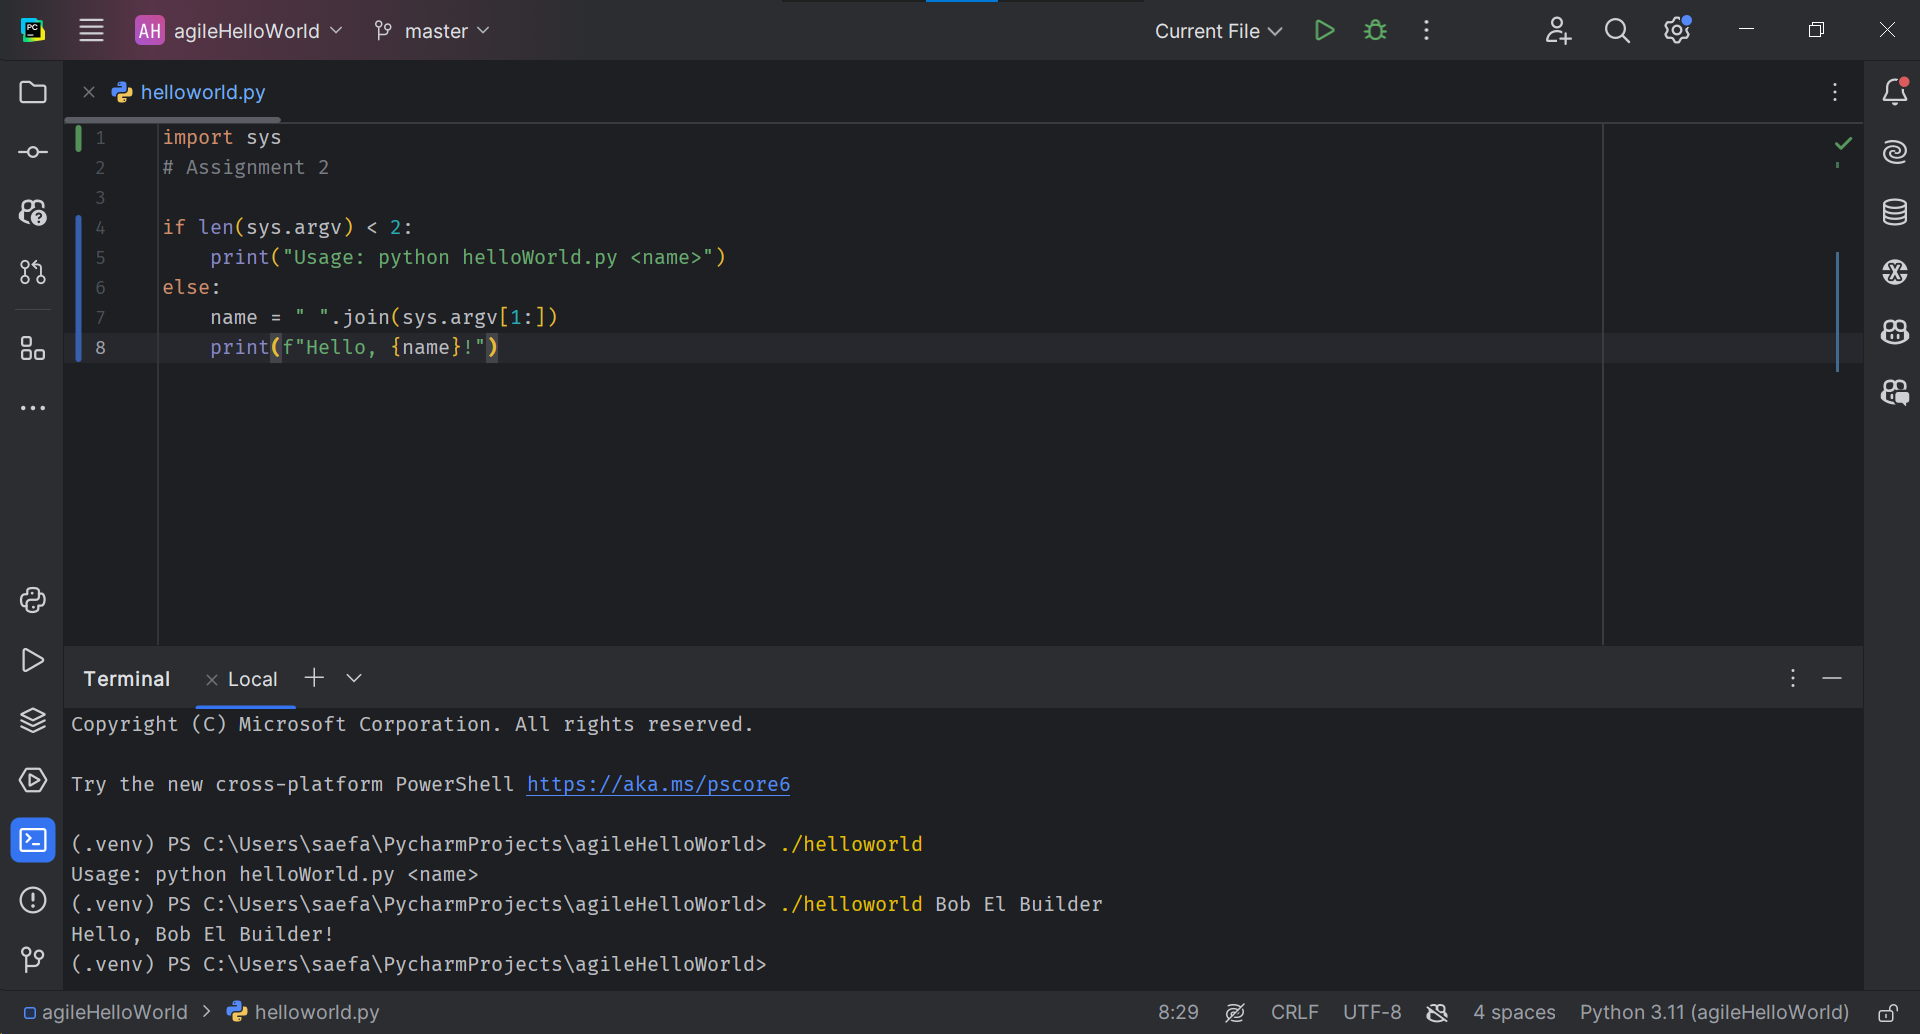 PC
AH agileHelloWorld master Current File
helloworld.py
1 import sys
2 # Assignment 2
3
4 if len(sys.argv) < 2:
5 print("Usage: python helloWorld.py <name>")
6 else:
7 name = " ".join(sys.argv[1:])
8 print(f"Hello, {name}!")
Terminal Local
Copyright (C) Microsoft Corporation. All rights reserved.
Try the new cross-platform PowerShell https://aka.ms/pscore6
(.venv) PS C:\Users\saefa\PycharmProjects\agileHelloWorld> ./helloworld
Usage: python helloWorld.py <name>
(.venv) PS C:\Users\saefa\PycharmProjects\agileHelloWorld> ./helloworld Bob El Builder
Hello, Bob El Builder!
(.venv) PS C:\Users\saefa\PycharmProjects\agileHelloWorld>
agileHelloWorld > helloworld.py 8:29 CRLF UTF-8 4 spaces Python 3.11 (agileHelloWorld)